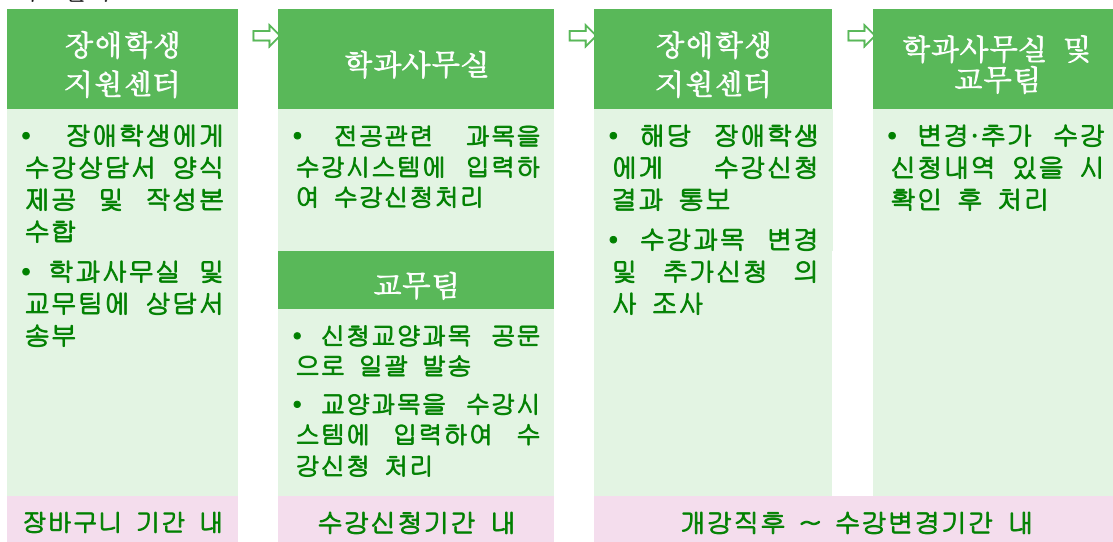 장애학생
지원센터
• 장애학생에게
수강상담서 양식
제공 및 작성본
수합
• 학과사무실 및
교무팀에 상담서
송부
장바구니 기간 내
⇨
학과사무실
• 전공관련 과목을
수강시스템에 입력하
여 수강신청처리
교무팀
• 신청교양과목 공문
으로 일괄 발송
• 교양과목을 수강시
스템에 입력하여 수
강신청 처리
수강신청기간 내
⇨
장애학생
지원센터
• 해당 장애학생
에게 수강신청
결과 통보
• 수강과목 변경
및 추가신청 의
사 조사
⇨
학과사무실 및
교무팀
• 변경·추가 수강
신청내역 있을 시
확인 후 처리
개강직후 ~ 수강변경기간 내